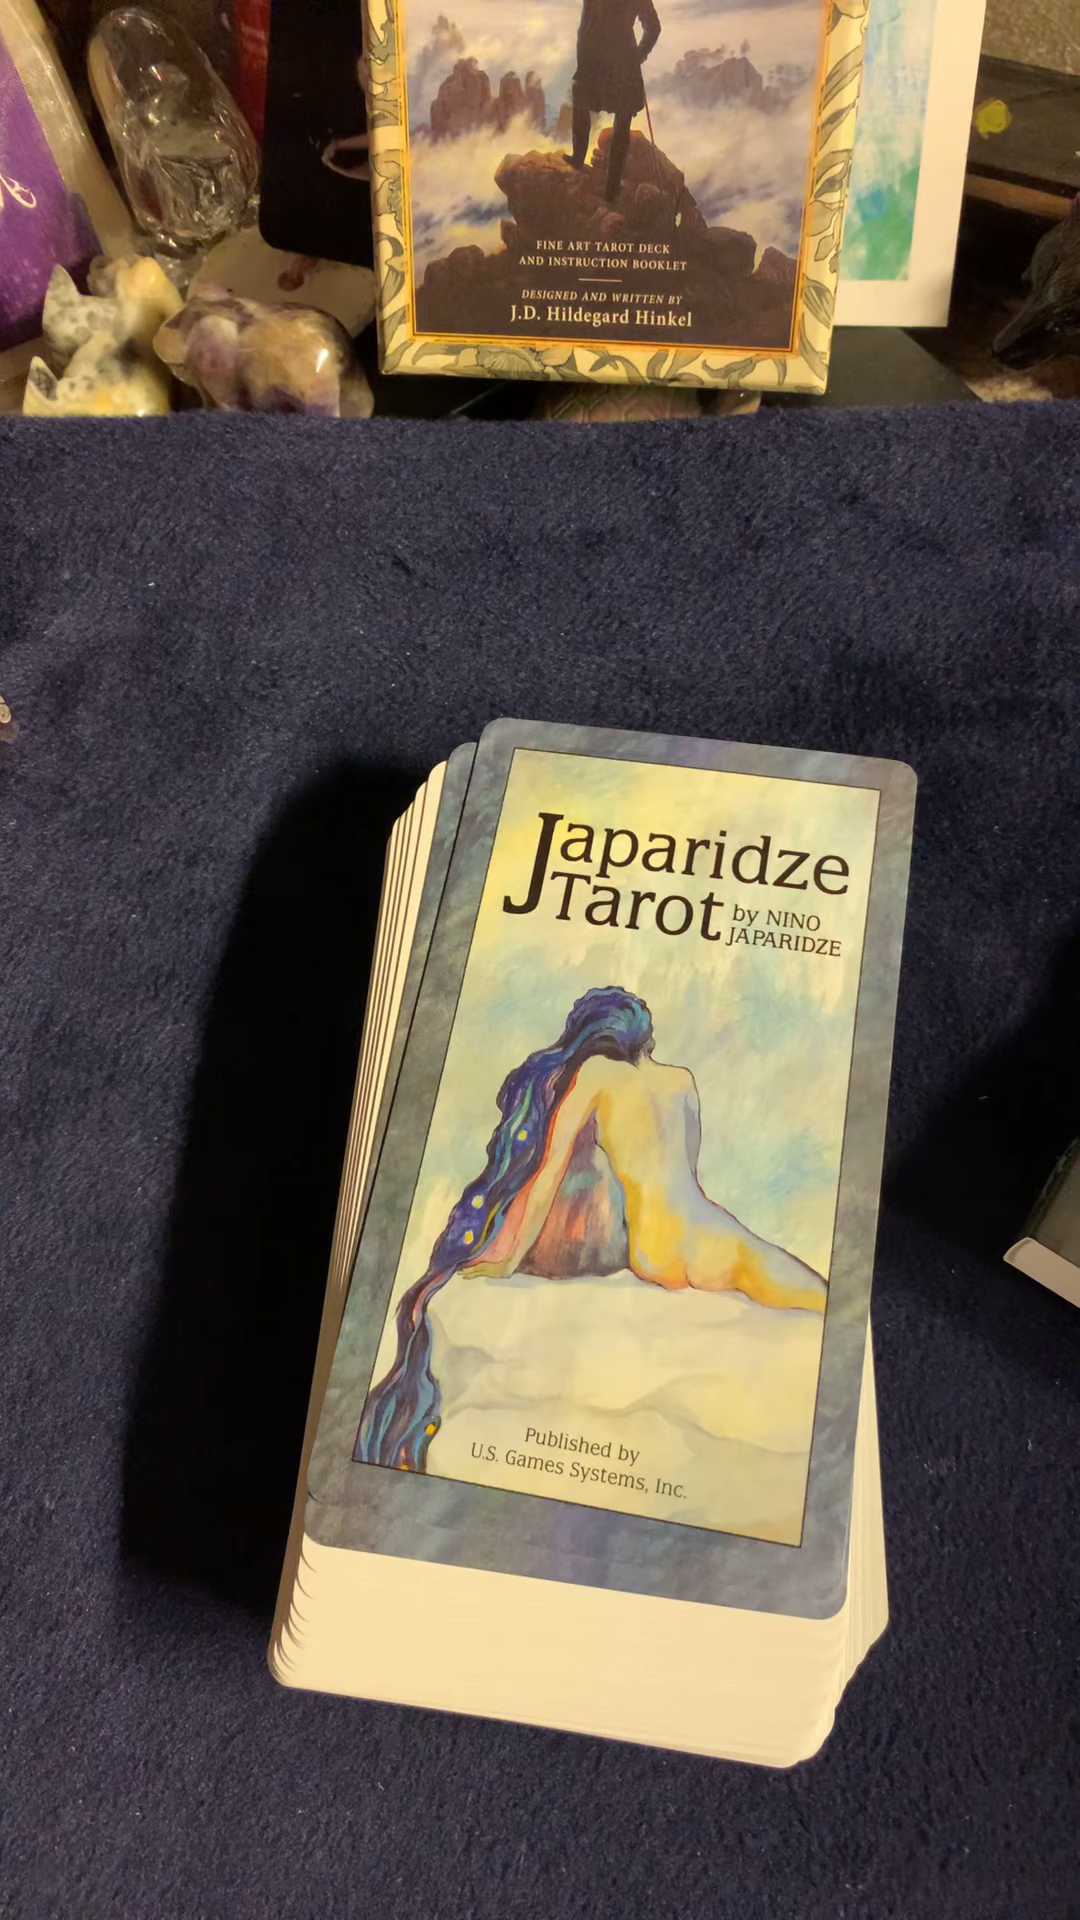 FINE ART TAROT DECK
AND INSTRUCTION BOOKLET
DESIGNED AND WRITTEN BY
J.D. Hildegard Hinkel
Japaridze
Tarot by NINO
JAPARIDZE
Published by
U.S. Games Systems, Inc.